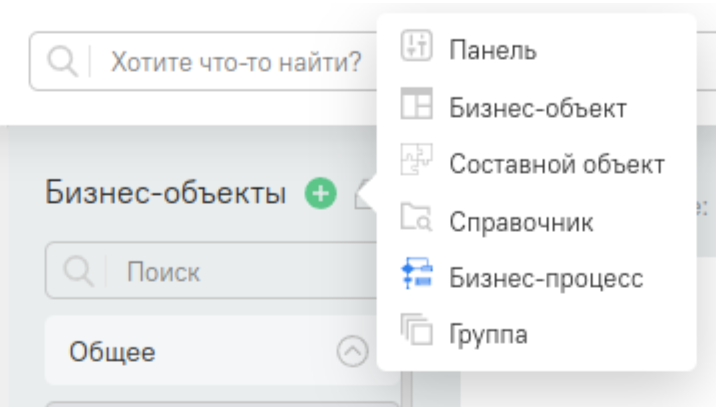 Хотите что-то найти?
Панель
Бизнес-объект
Составной объект
Справочник
Бизнес-процесс
Группа
Бизнес-объекты
Поиск
Общее